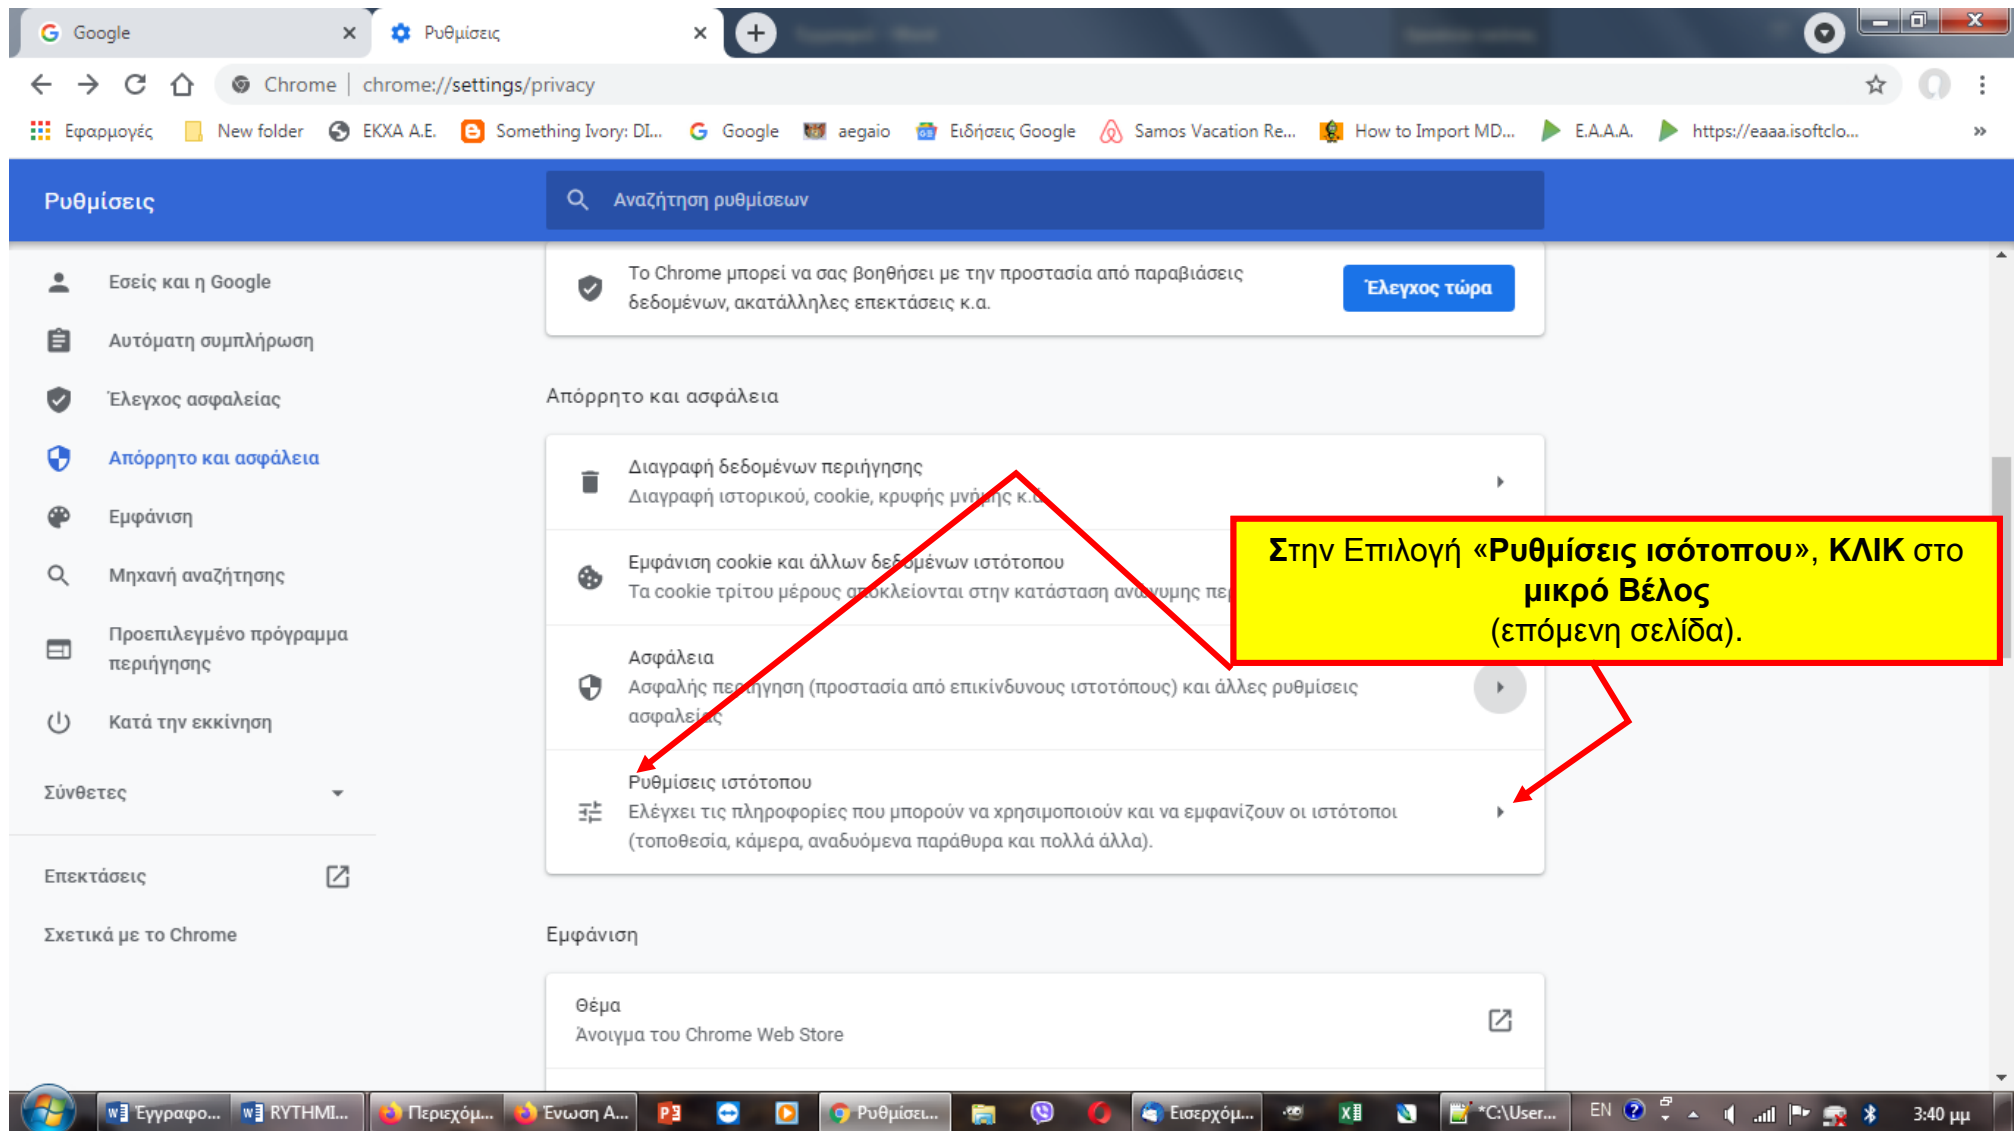 Google
Ρυθμίσεις
Chrome | chrome://settings/privacy
Εφαρμογές New folder ΕΚΧΑ Α.Ε. Something Ivory: DI... Google aegaio Ειδήσεις Google Samos Vacation Re... How to Import MD... Ε.Α.Α.Α. https://eaaa.isoftclo... »
Ρυθμίσεις
Αναζήτηση ρυθμίσεων
Εσείς και η Google
Αυτόματη συμπλήρωση
Έλεγχος ασφαλείας
Απόρρητο και ασφάλεια
Εμφάνιση
Μηχανή αναζήτησης
Προεπιλεγμένο πρόγραμμα
περιήγησης
Κατά την εκκίνηση
Σύνθετες
Επεκτάσεις
Σχετικά με το Chrome
Το Chrome μπορεί να σας βοηθήσει με την προστασία από παραβιάσεις
δεδομένων, ακατάλληλες επεκτάσεις κ.α.
Έλεγχος τώρα
Απόρρητο και ασφάλεια
Διαγραφή δεδομένων περιήγησης
Διαγραφή ιστορικού, cookie, κρυφής μνήμης κ.ά
Εμφάνιση cookie και άλλων δεδομένων ιστότοπου
Τα cookie τρίτου μέρους αποκλείονται στην κατάσταση ανώνυμης περ
Στην Επιλογή «Ρυθμίσεις ισότοπου», ΚΛΙΚ στο
μικρό Βέλος
(επόμενη σελίδα).
Ασφάλεια
Ασφαλής περιήγηση (προστασία από επικίνδυνους ιστοτόπους) και άλλες ρυθμίσεις
ασφαλείας
Ρυθμίσεις ιστότοπου
Ελέγχει τις πληροφορίες που μπορούν να χρησιμοποιούν και να εμφανίζουν οι ιστότοποι
(τοποθεσία, κάμερα, αναδυόμενα παράθυρα και πολλά άλλα).
Εμφάνιση
Θέμα
Άνοιγμα του Chrome Web Store
Έγγραφο... RYTHMI... Περιεχόμ... Ένωση Α... Ρυθμίσει... Εισερχόμ... *C:\User... EN 3:40 μμ